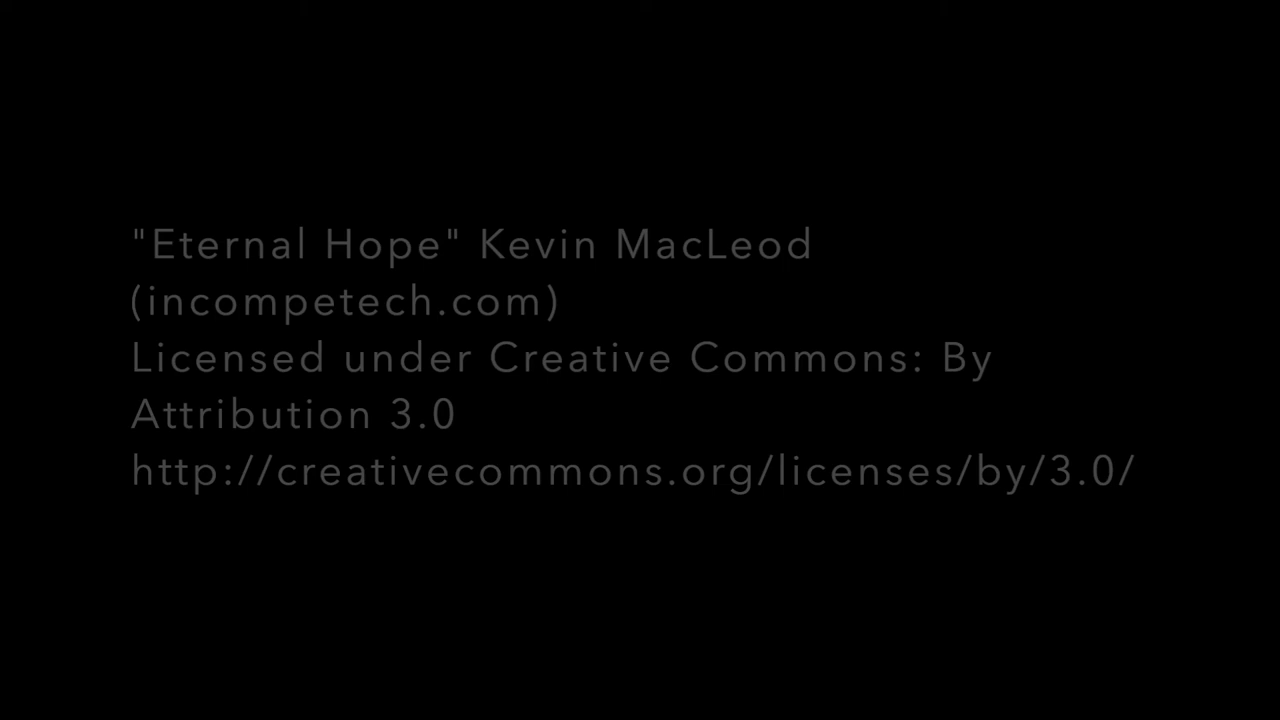 "Eternal Hope" Kevin MacLeod
(incompetech.com)
Licensed under Creative Commons: By
Attribution 3.0
http://creativecommons.org/licenses/by/3.0/